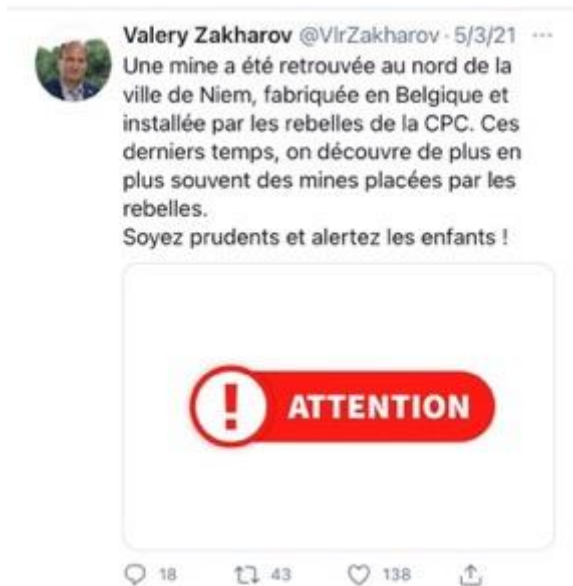 Valery Zakharov @VlrZakharov · 5/3/21 ···
Une mine a été retrouvée au nord de la
ville de Niem, fabriquée en Belgique et
installée par les rebelles de la CPC. Ces
derniers temps, on découvre de plus en
plus souvent des mines placées par les
rebelles.
Soyez prudents et alertez les enfants !
! ATTENTION
18 43 138